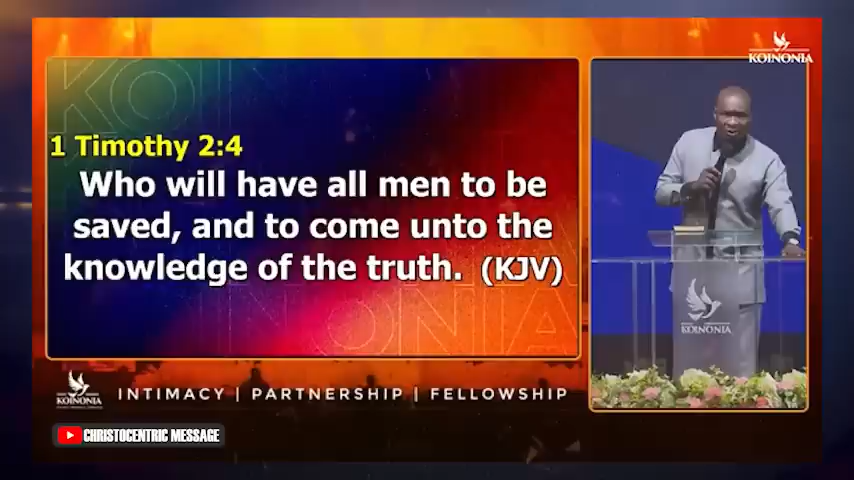 KOINONIA
1 Timothy 2:4
Who will have all men to be
saved, and to come unto the
knowledge of the truth. (KJV)
KOINONIA
KOINONIA
INTIMACY | PARTNERSHIP | FELLOWSHIP
CHRISTOCENTRIC MESSAGE